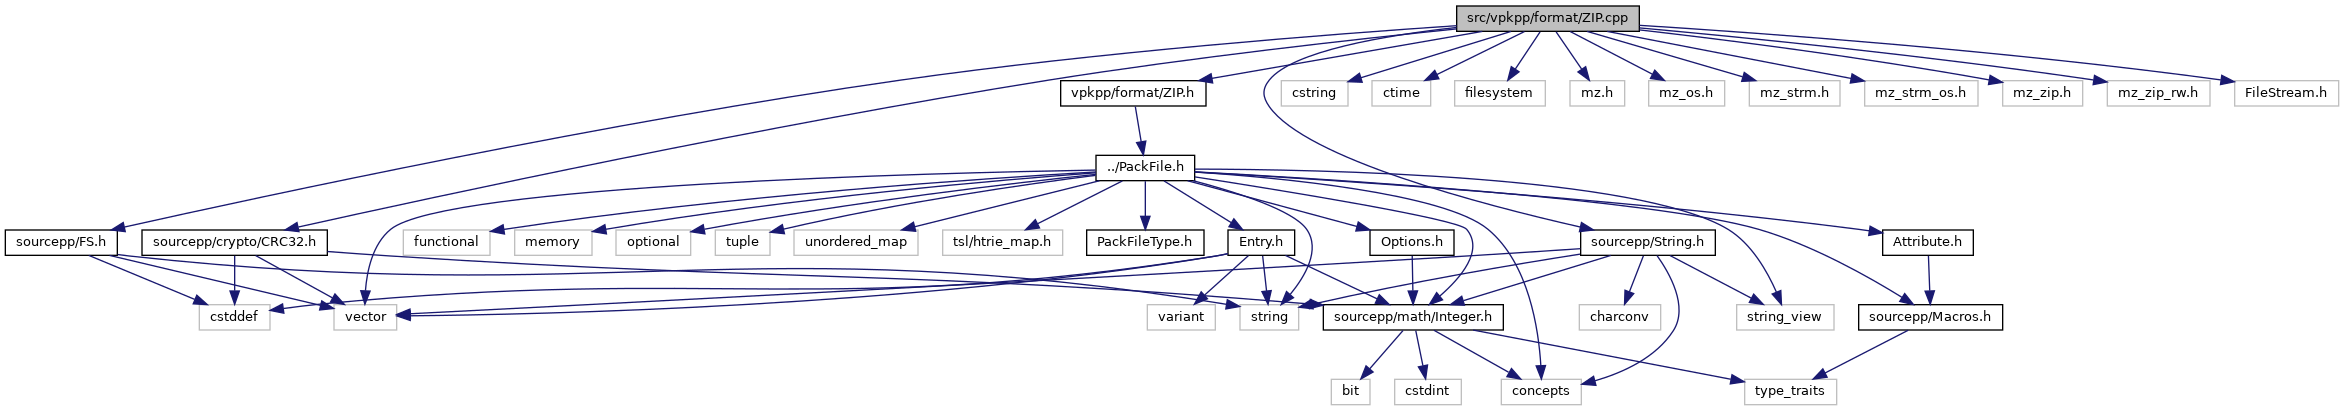 src/vpkpp/format/ZIP.cpp
vpkpp/format/ZIP.h
cstring
ctime
filesystem
mz.h
mz_os.h
mz_strm.h
mz_strm_os.h
mz_zip.h
mz_zip_rw.h
FileStream.h
../PackFile.h
sourcepp/FS.h
sourcepp/crypto/CRC32.h
functional
memory
optional
tuple
unordered_map
tsl/htrie_map.h
PackFileType.h
Entry.h
Options.h
sourcepp/String.h
Attribute.h
cstddef
vector
variant
string
sourcepp/math/Integer.h
charconv
string_view
sourcepp/Macros.h
bit
cstdint
concepts
type_traits